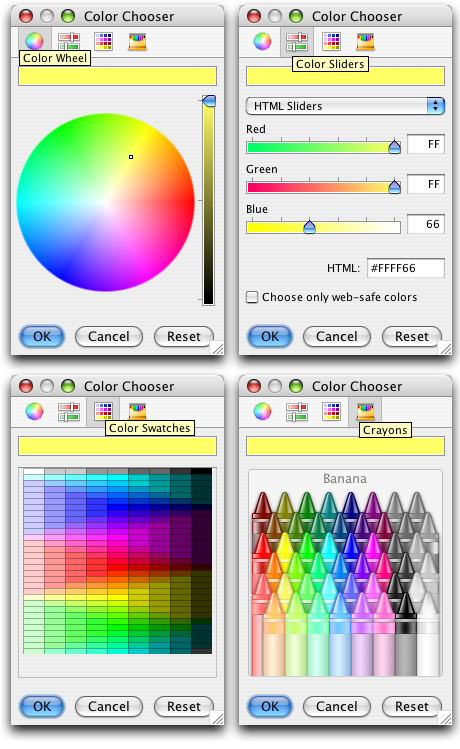 Color Chooser
Color Wheel
OK
Cancel
Reset
Color Chooser
Color Sliders
HTML Sliders
Red
FF
Green
FF
Blue
66
HTML: #FFFF66
Choose only web-safe colors
OK
Cancel
Reset
Color Chooser
Color Swatches
OK
Cancel
Reset
Color Chooser
Crayons
Banana
OK
Cancel
Reset